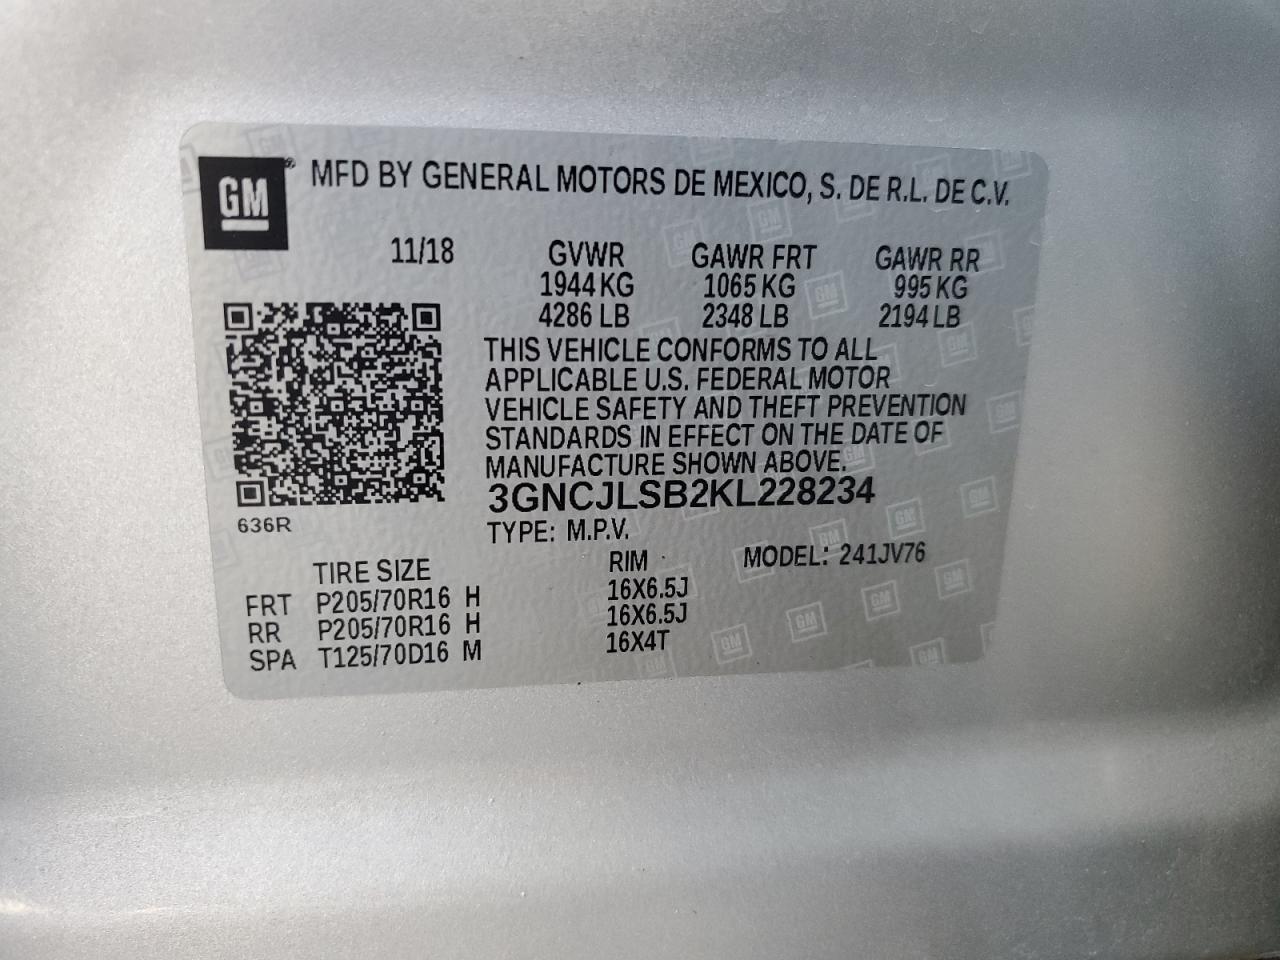 GM ® MFD BY GENERAL MOTORS DE MEXICO, S. DE R.L. DE C.V.
11/18 GVWR GAWR FRT GAWR RR
1944 KG 1065 KG 995 KG
4286 LB 2348 LB 2194 LB
THIS VEHICLE CONFORMS TO ALL
APPLICABLE U.S. FEDERAL MOTOR
VEHICLE SAFETY AND THEFT PREVENTION
STANDARDS IN EFFECT ON THE DATE OF
MANUFACTURE SHOWN ABOVE.
3GNCJLSB2KL228234
636R
TYPE: M.P.V.
TIRE SIZE RIM MODEL: 241JV76
FRT P205/70R16 H 16X6.5J
RR P205/70R16 H 16X6.5J
SPA T125/70D16 M 16X4T